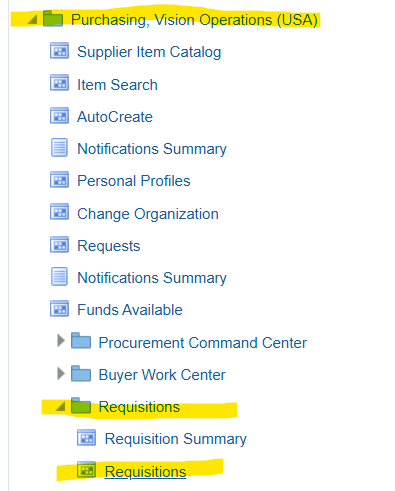 Purchasing, Vision Operations (USA)
Supplier Item Catalog
Item Search
AutoCreate
Notifications Summary
Personal Profiles
Change Organization
Requests
Notifications Summary
Funds Available
Procurement Command Center
Buyer Work Center
Requisitions
Requisition Summary
Requisitions